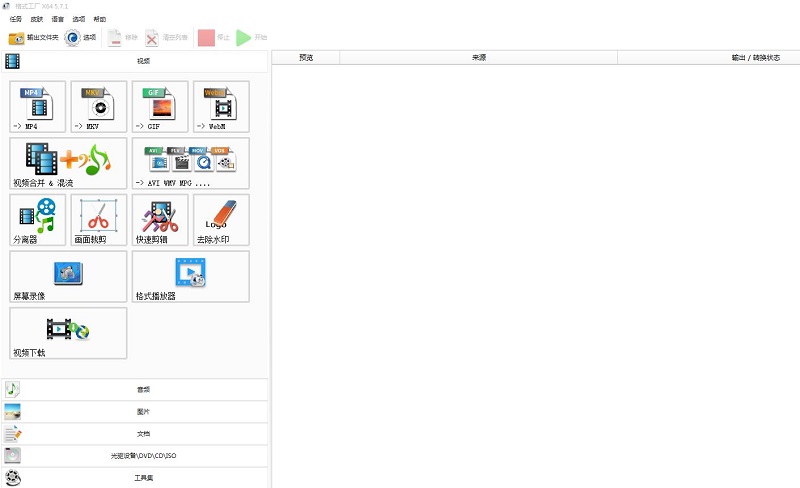 格式工厂 X64 5.7.1
任务 皮肤 语言 选项 帮助
输出文件夹 选项 移除 清空列表 停止 开始
视频
预览 来源 输出 / 转换状态
MP4 MKV GIF WebM
-> MP4 -> MKV -> GIF -> WebM
AVI FLV MOV VOB
视频合并 & 混流 -> AVI WMV MPG ....
Logo
分离器 画面裁剪 快速剪辑 去除水印
屏幕录像 格式播放器
视频下载
音频
图片
文档
光驱设备\DVD\CD\ISO
工具集